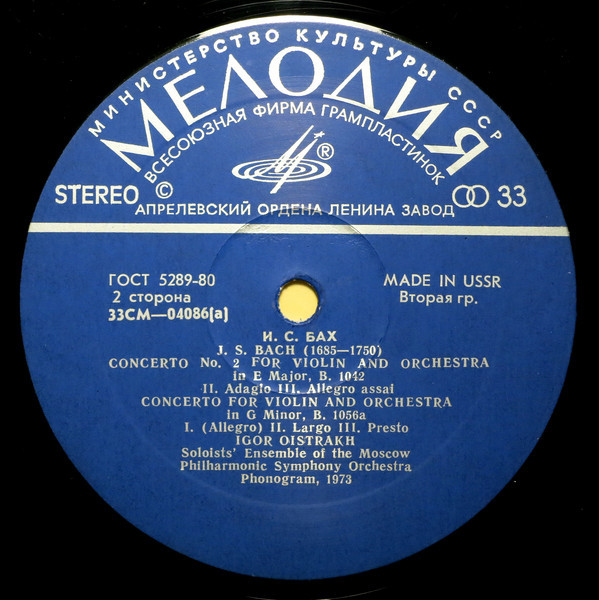 МИНИСТЕРСТВО КУЛЬТУРЫ СССР
МЕЛОДИЯ
ВСЕСОЮЗНАЯ ФИРМА ГРАМПЛАСТИНОК
®
STEREO © 33
АПРЕЛЕВСКИЙ ОРДЕНА ЛЕНИНА ЗАВОД
ГОСТ 5289-80 MADE IN USSR
2 сторона Вторая гр.
33СМ—04086(а)
И. С. БАХ
J. S. BACH (1685—1750)
CONCERTO No. 2 FOR VIOLIN AND ORCHESTRA
in E Major, B. 1042
II. Adagio III. Allegro assai
CONCERTO FOR VIOLIN AND ORCHESTRA
in G Minor, B. 1056a
I. (Allegro) II. Largo III. Presto
IGOR OISTRAKH
Soloists' Ensemble of the Moscow
Philharmonic Symphony Orchestra
Phonogram, 1973